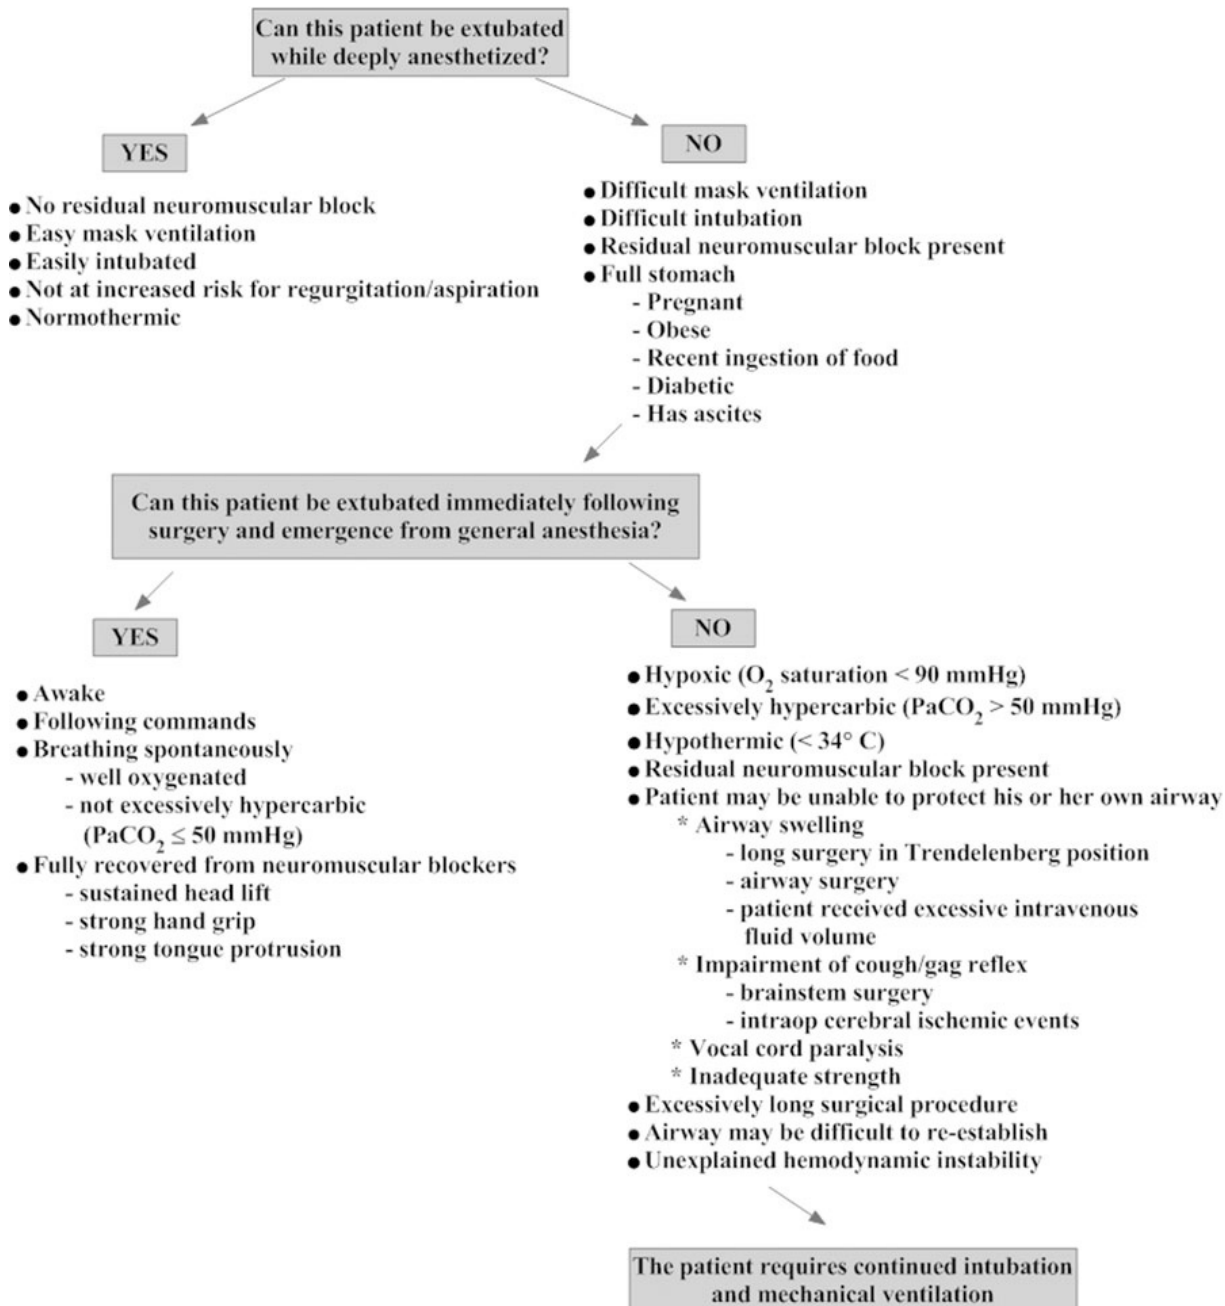 Can this patient be extubated
while deeply anesthetized?
YES
● No residual neuromuscular block
● Easy mask ventilation
● Easily intubated
● Not at increased risk for regurgitation/aspiration
● Normothermic
NO
● Difficult mask ventilation
● Difficult intubation
● Residual neuromuscular block present
● Full stomach
- Pregnant
- Obese
- Recent ingestion of food
- Diabetic
- Has ascites
Can this patient be extubated immediately following
surgery and emergence from general anesthesia?
YES
● Awake
● Following commands
● Breathing spontaneously
- well oxygenated
- not excessively hypercarbic
(PaCO₂ ≤ 50 mmHg)
● Fully recovered from neuromuscular blockers
- sustained head lift
- strong hand grip
- strong tongue protrusion
NO
● Hypoxic (O₂ saturation < 90 mmHg)
● Excessively hypercarbic (PaCO₂ > 50 mmHg)
● Hypothermic (< 34° C)
● Residual neuromuscular block present
● Patient may be unable to protect his or her own airway
* Airway swelling
- long surgery in Trendelenberg position
- airway surgery
- patient received excessive intravenous
fluid volume
* Impairment of cough/gag reflex
- brainstem surgery
- intraop cerebral ischemic events
* Vocal cord paralysis
* Inadequate strength
● Excessively long surgical procedure
● Airway may be difficult to re-establish
● Unexplained hemodynamic instability
The patient requires continued intubation
and mechanical ventilation